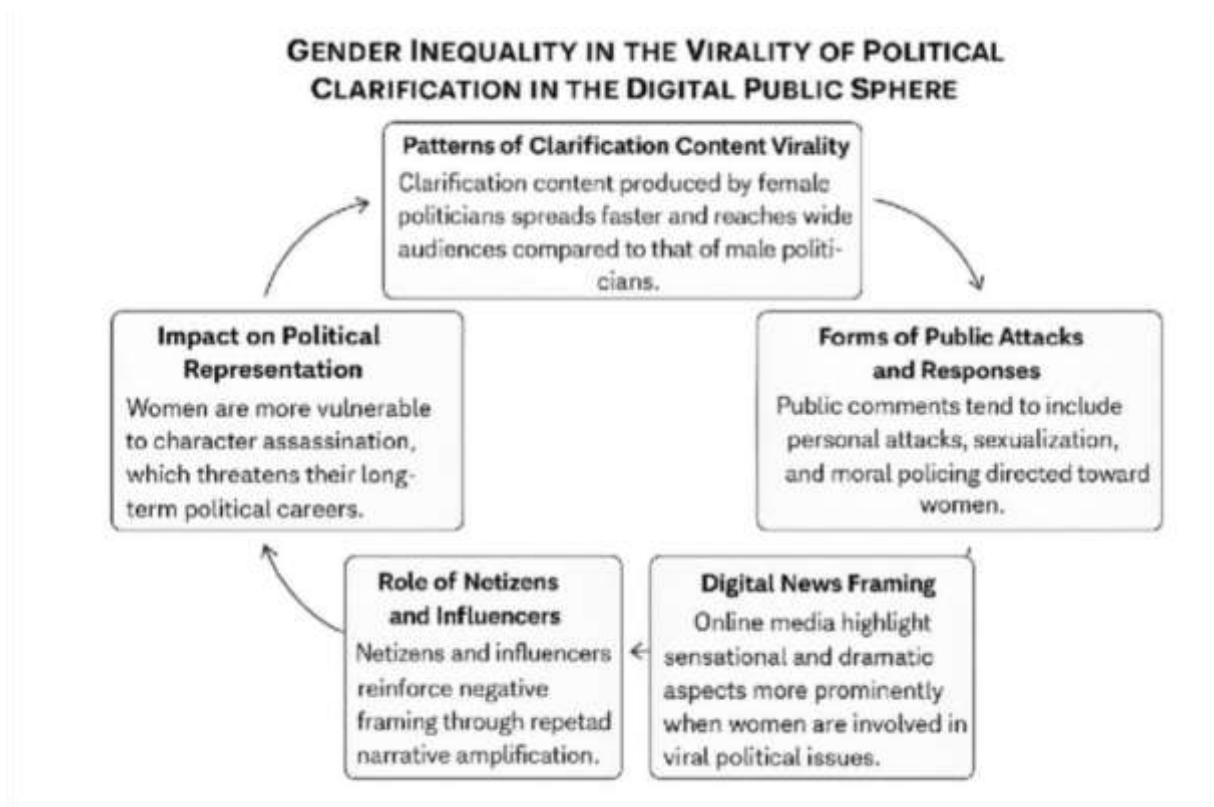 GENDER INEQUALITY IN THE VIRALITY OF POLITICAL
CLARIFICATION IN THE DIGITAL PUBLIC SPHERE
Patterns of Clarification Content Virality
Clarification content produced by female
politicians spreads faster and reaches wide
audiences compared to that of male politi-
cians.
Forms of Public Attacks
and Responses
Public comments tend to include
personal attacks, sexualization,
and moral policing directed toward
women.
Digital News Framing
Online media highlight
sensational and dramatic
aspects more prominently
when women are involved in
viral political issues.
Role of Netizens
and Influencers
Netizens and influencers
reinforce negative
framing through repetad
narrative amplification.
Impact on Political
Representation
Women are more vulnerable
to character assassination,
which threatens their long-
term political careers.